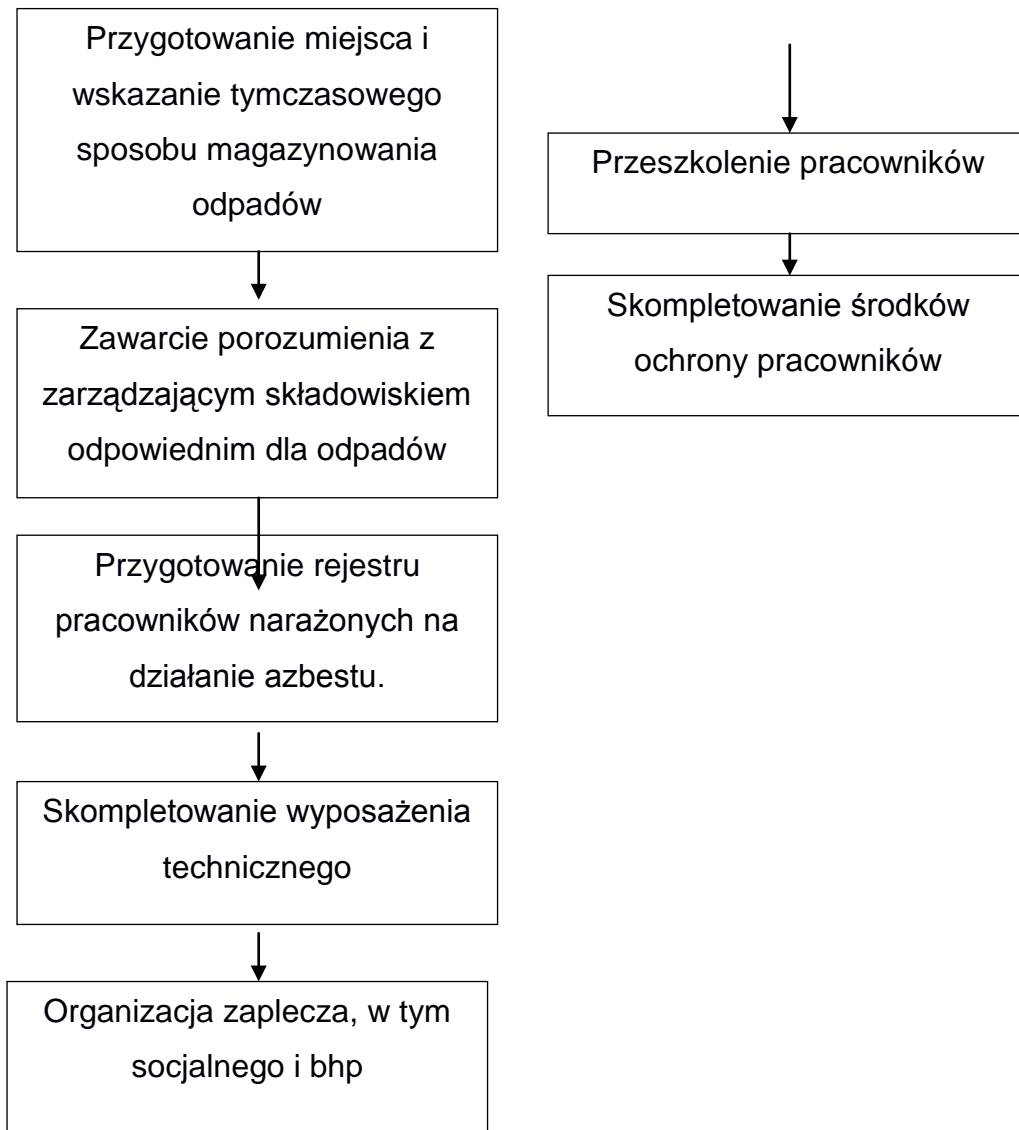 Przygotowanie miejsca i
wskazanie tymczasowego
sposobu magazynowania
odpadów
Zawarcie porozumienia z
zarządzającym składowiskiem
odpowiednim dla odpadów
Przygotowanie rejestru
pracowników narażonych na
działanie azbestu.
Skompletowanie wyposażenia
technicznego
Organizacja zaplecza, w tym
socjalnego i bhp
Przeszkolenie pracowników
Skompletowanie środków
ochrony pracowników